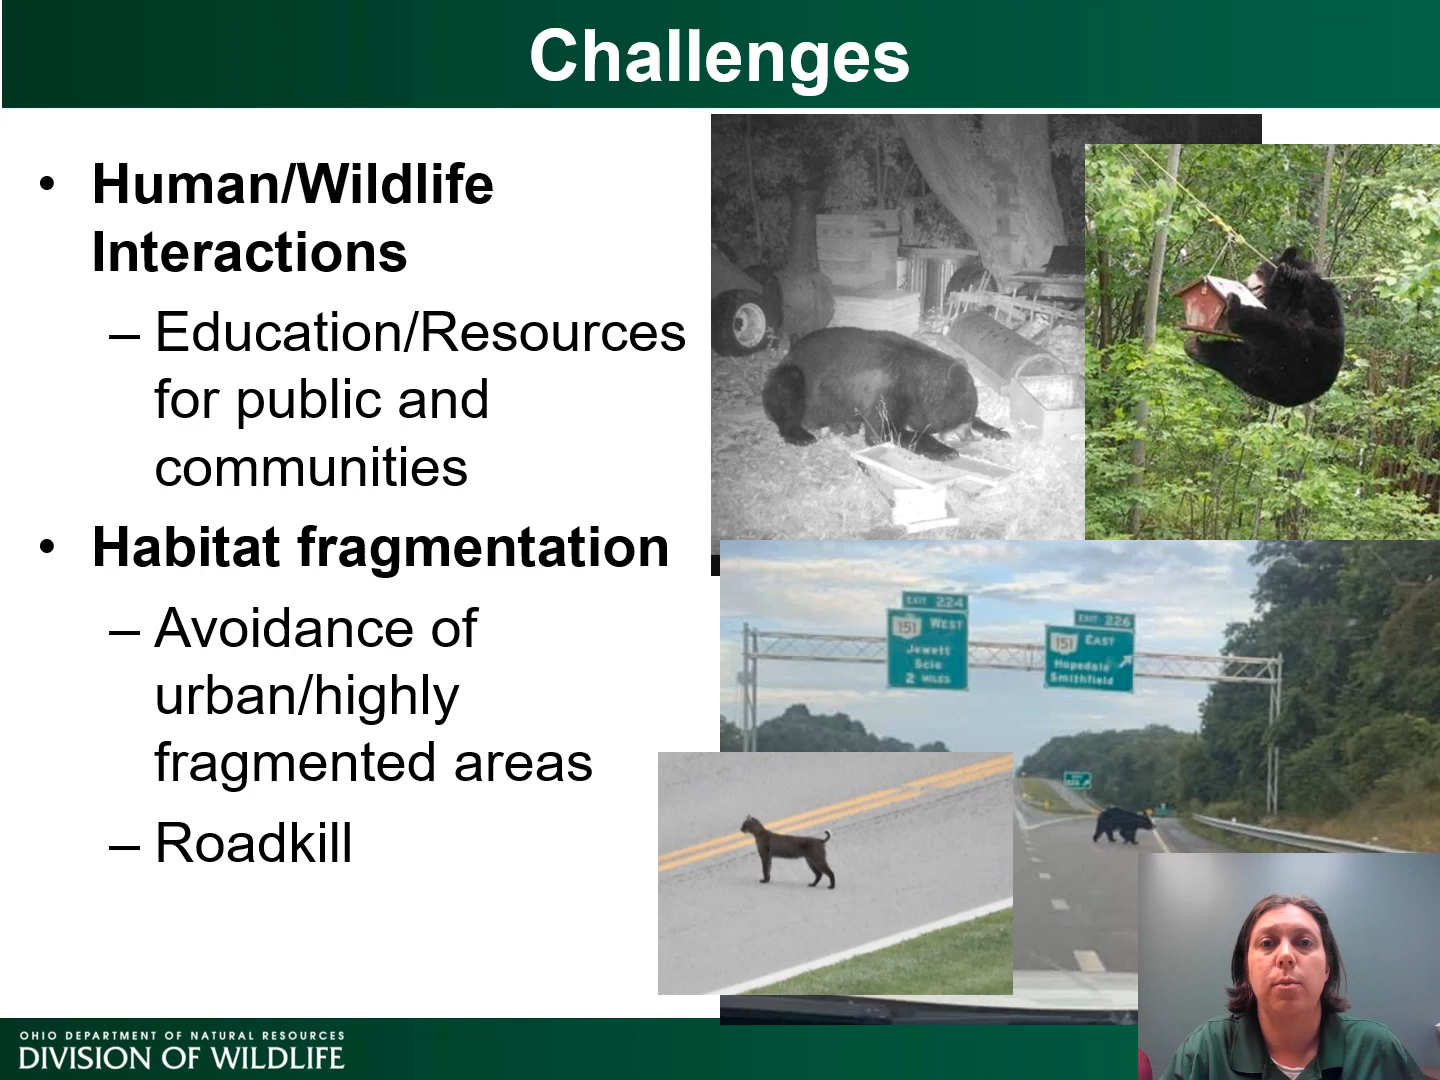 Challenges
• Human/Wildlife
Interactions
– Education/Resources
for public and
communities
• Habitat fragmentation
– Avoidance of
urban/highly
fragmented areas
– Roadkill
EXIT 224
151 WEST
Jewett
Scio
2 MILES
EXIT 226
151 EAST
Hopedale
Smithfield
OHIO DEPARTMENT OF NATURAL RESOURCES
DIVISION OF WILDLIFE